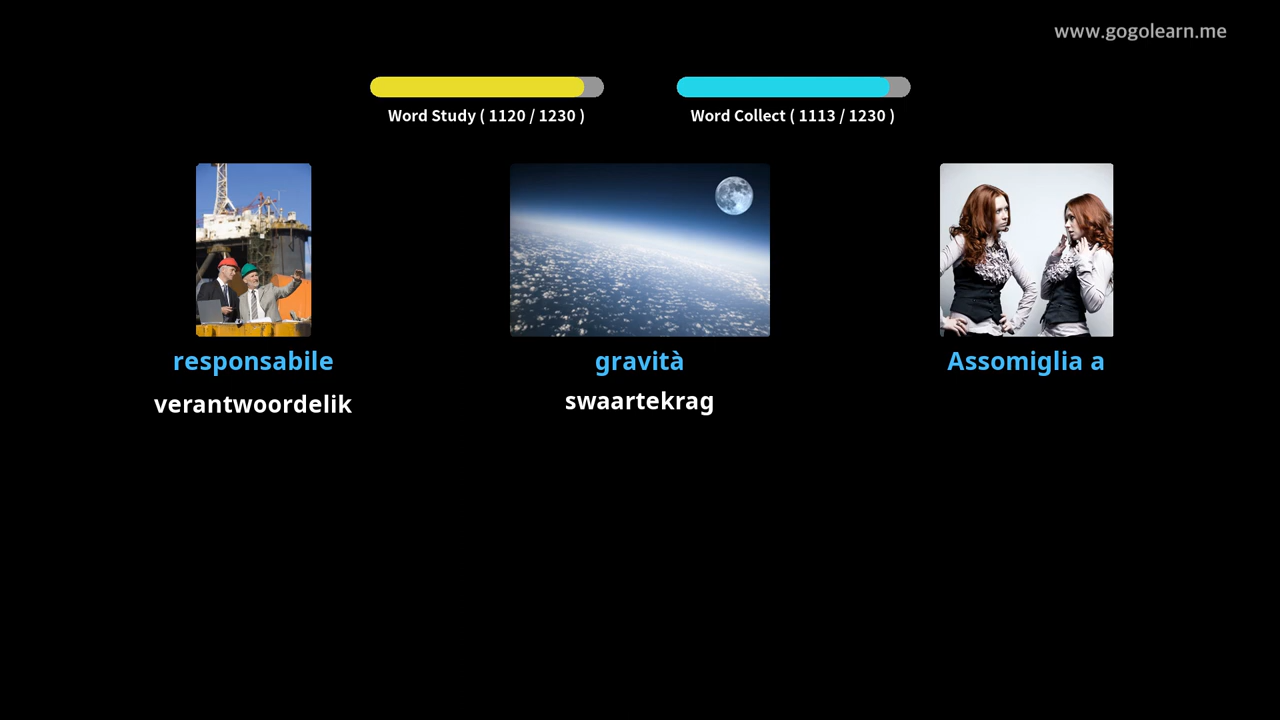 www.gogolearn.me
Word Study ( 1120 / 1230 )
Word Collect ( 1113 / 1230 )
responsabile
verantwoordelik
gravità
swaartekrag
Assomiglia a